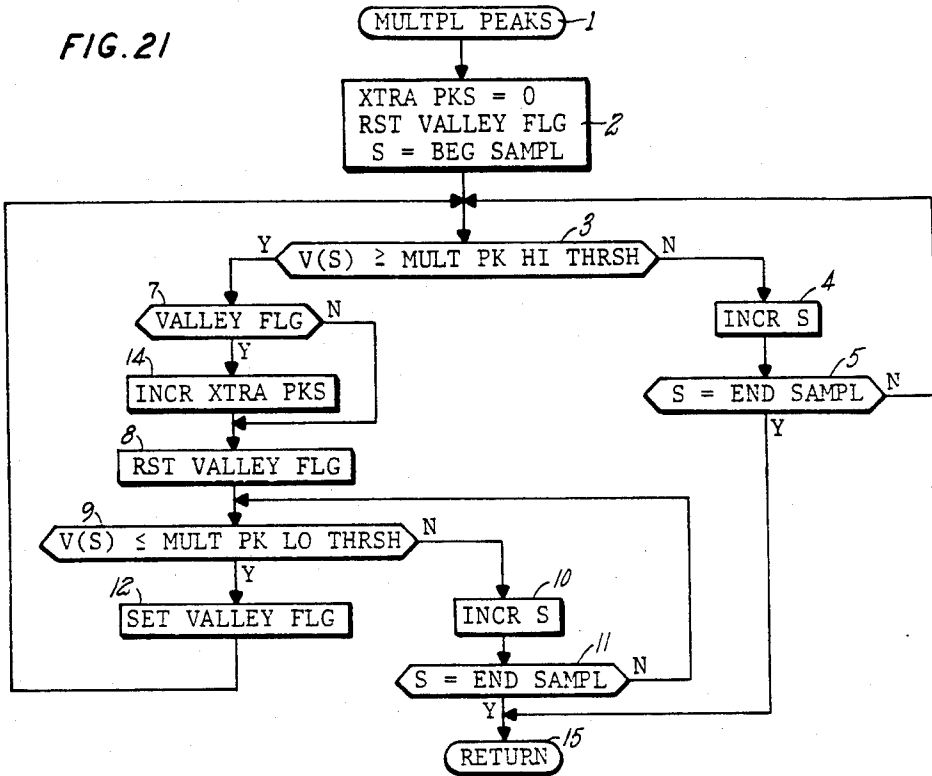 FIG. 21
MULTPL PEAKS
1
XTRA PKS = 0
RST VALLEY FLG
S = BEG SAMPL
2
3
Y
V(S) ≥ MULT PK HI THRSH
N
7
VALLEY FLG
N
Y
4
INCR S
14
INCR XTRA PKS
5
S = END SAMPL
N
Y
8
RST VALLEY FLG
9
V(S) ≤ MULT PK LO THRSH
N
Y
12
SET VALLEY FLG
10
INCR S
11
S = END SAMPL
N
Y
RETURN
15